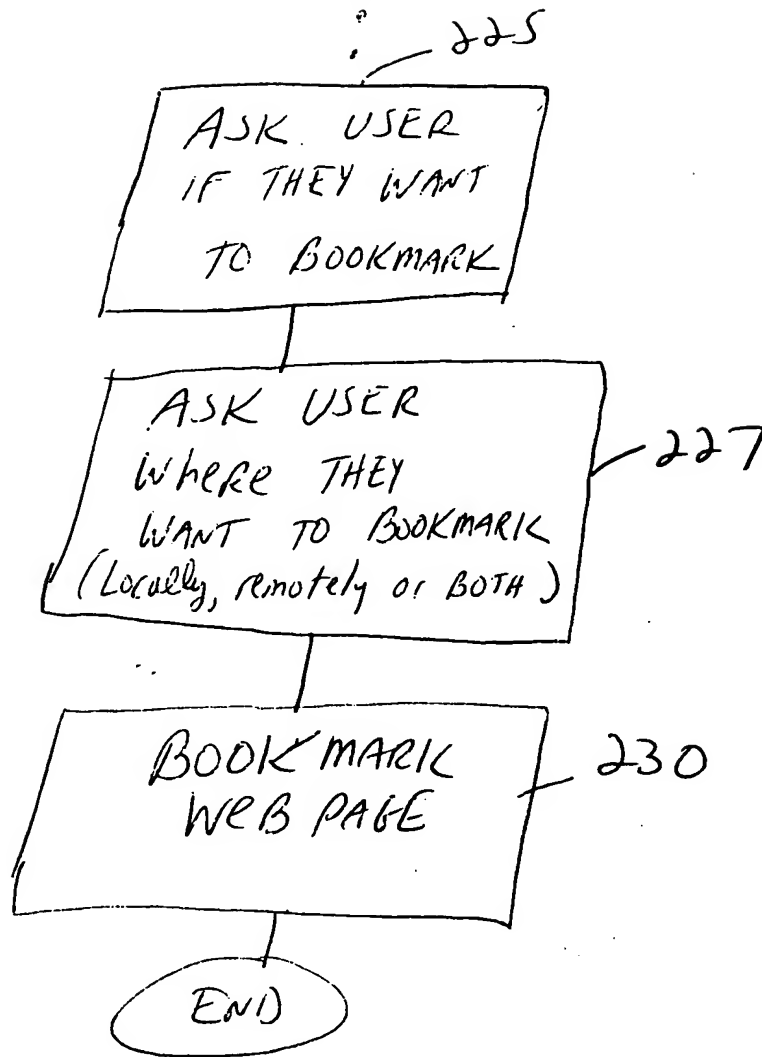 225
ASK USER
IF THEY WANT
TO BOOKMARK
ASK USER
WHERE THEY
WANT TO BOOKMARK
(Locally, remotely or BOTH)
227
BOOKMARK
WEB PAGE
230
END